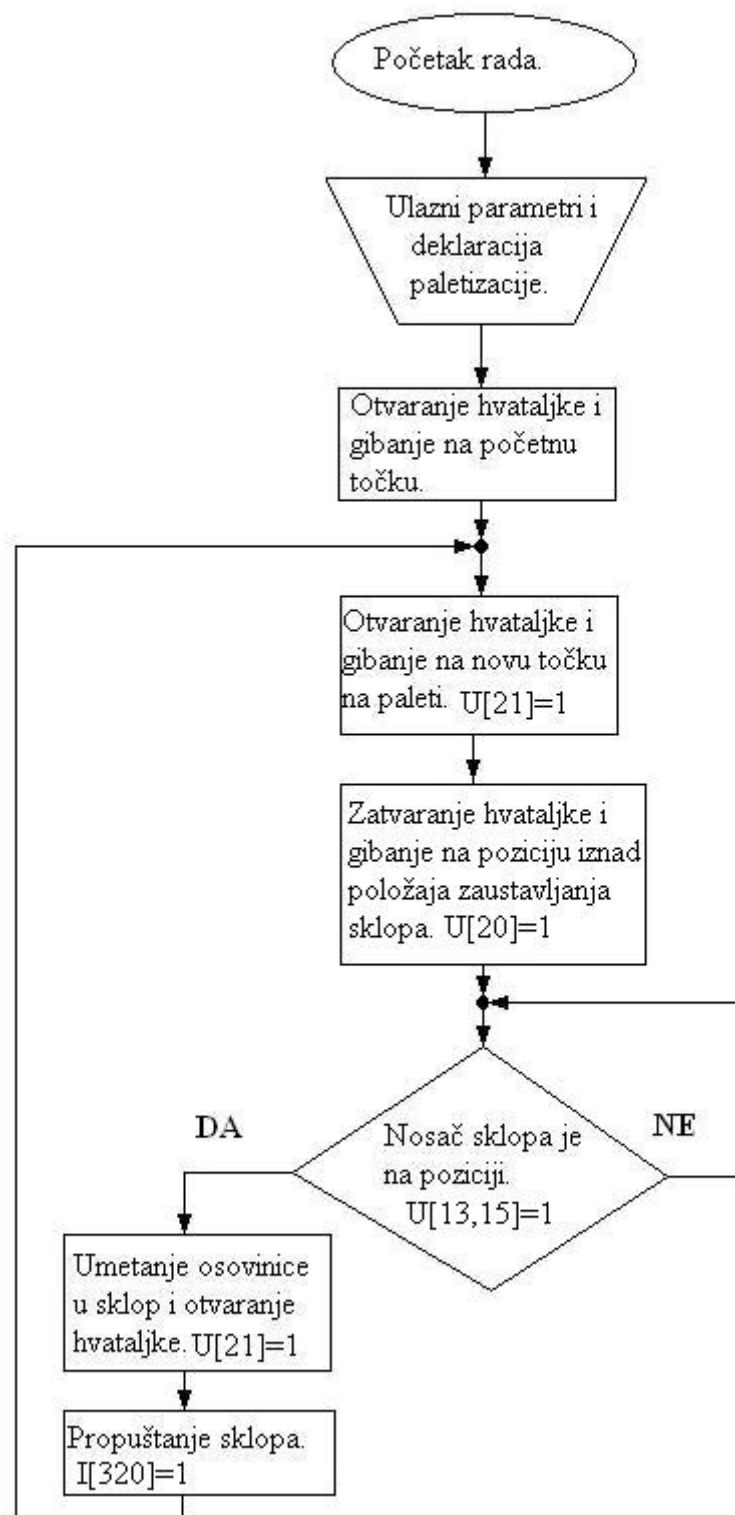 Početak rada.
Ulazni parametri i
deklaracija
paletizacije.
Otvaranje hvataljke i
gibanje na početnu
točku.
Otvaranje hvataljke i
gibanje na novu točku
na paleti. U[21]=1
Zatvaranje hvataljke i
gibanje na poziciju iznad
položaja zaustavljanja
sklopa. U[20]=1
DA
NE
Nosač sklopa je
na poziciji.
U[13,15]=1
Umetanje osovinice
u sklop i otvaranje
hvataljke. U[21]=1
Propuštanje sklopa.
I[320]=1